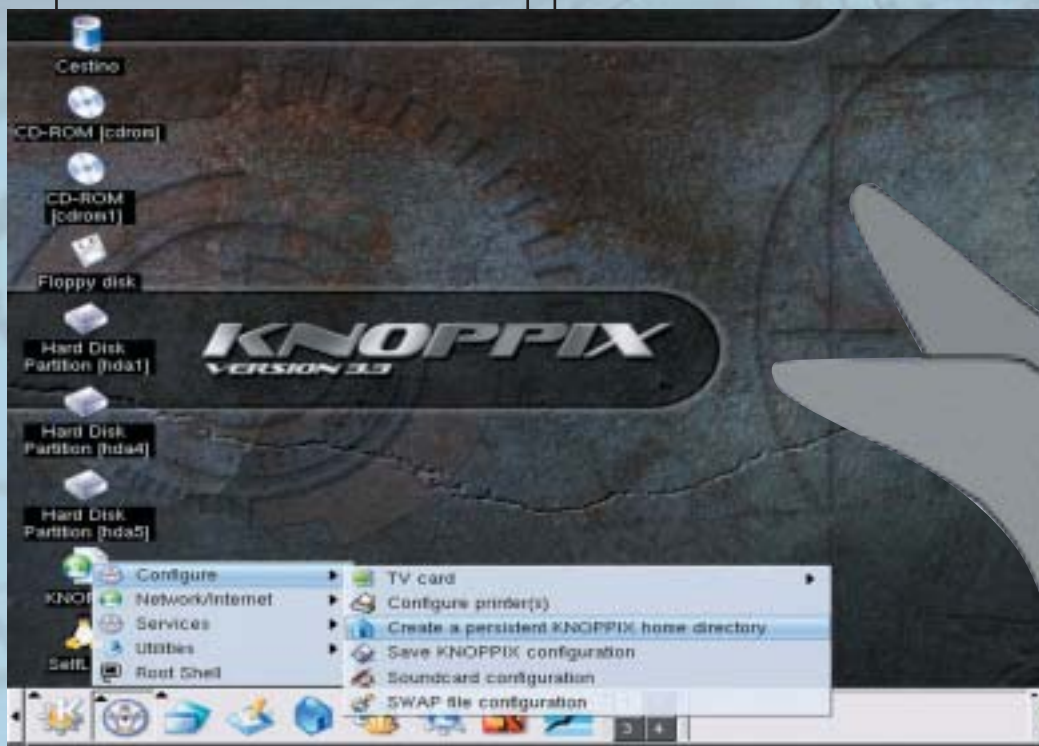 Cestino
CD-ROM [cdrom]
CD-ROM
[cdrom1]
Floppy disk
Hard Disk
Partition [hda1]
Hard Disk
Partition [hda4]
Hard Disk
Partition [hda5]
KNOPPIX
VERSION 3.3
KNOP
Self
Configure
Network/Internet
Services
Utilities
Root Shell
TV card
Configure printer(s)
Create a persistent KNOPPIX home directory
Save KNOPPIX configuration
Soundcard configuration
SWAP file configuration
3 4